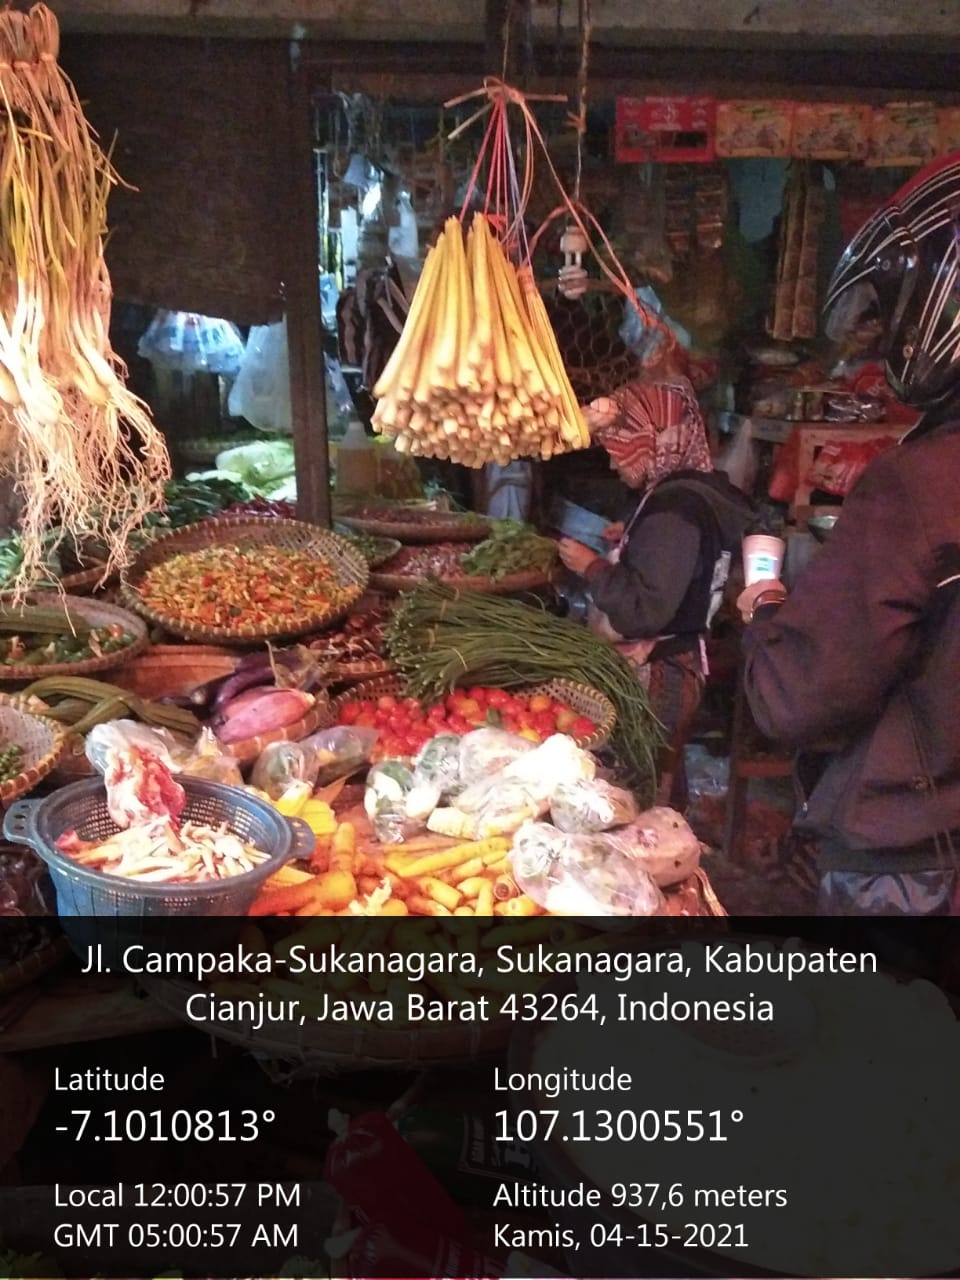 Jl. Campaka-Sukanagara, Sukanagara, Kabupaten
Cianjur, Jawa Barat 43264, Indonesia
Latitude
-7.1010813°
Longitude
107.1300551°
Local 12:00:57 PM
GMT 05:00:57 AM
Altitude 937,6 meters
Kamis, 04-15-2021